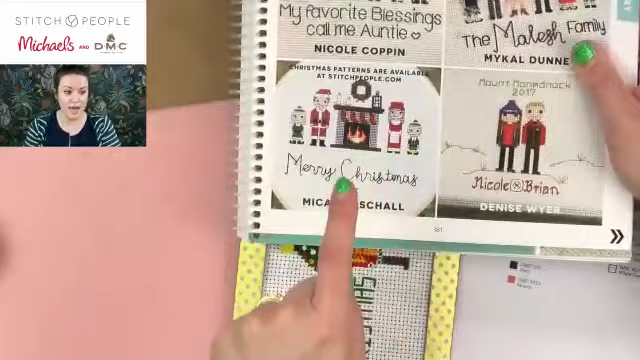 STITCH PEOPLE
Michaels AND DMC
My favorite Blessings
call me Auntie
NICOLE COPPIN
The Malesh Family
MYKAL DUNNE
CHRISTMAS PATTERNS ARE AVAILABLE
AT STITCHPEOPLE.COM
Merry Christmas
SCHALL
Mount Monadnock
2017
Nicole Brian
DENISE WYER
181